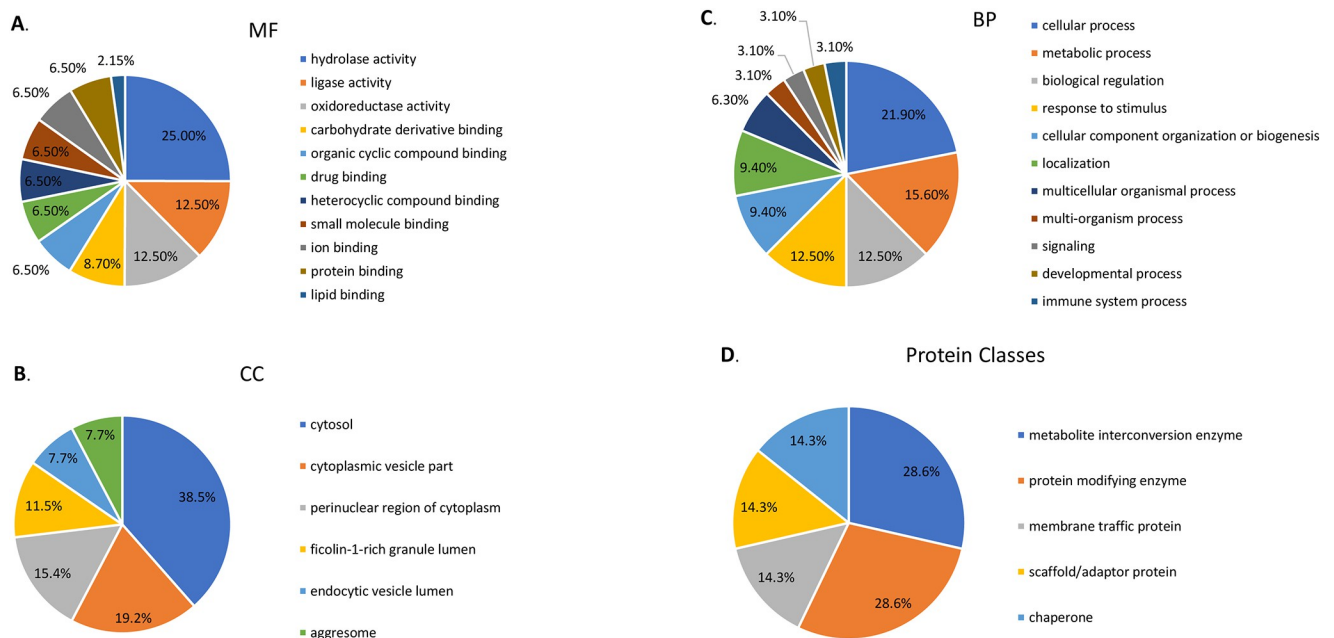 A.
MF
2.15%
6.50%
6.50%
25.00%
6.50%
6.50%
6.50%
12.50%
6.50%
8.70%
12.50%
hydrolase activity
ligase activity
oxidoreductase activity
carbohydrate derivative binding
organic cyclic compound binding
drug binding
heterocyclic compound binding
small molecule binding
ion binding
protein binding
lipid binding
C.
BP
3.10%
3.10%
3.10%
3.10%
6.30%
21.90%
9.40%
15.60%
9.40%
12.50%
12.50%
cellular process
metabolic process
biological regulation
response to stimulus
cellular component organization or biogenesis
localization
multicellular organismal process
multi-organism process
signaling
developmental process
immune system process
B.
CC
7.7%
7.7%
38.5%
11.5%
15.4%
19.2%
cytosol
cytoplasmic vesicle part
perinuclear region of cytoplasm
ficolin-1-rich granule lumen
endocytic vesicle lumen
aggresome
D.
Protein Classes
14.3%
28.6%
14.3%
14.3%
28.6%
metabolite interconversion enzyme
protein modifying enzyme
membrane traffic protein
scaffold/adaptor protein
chaperone